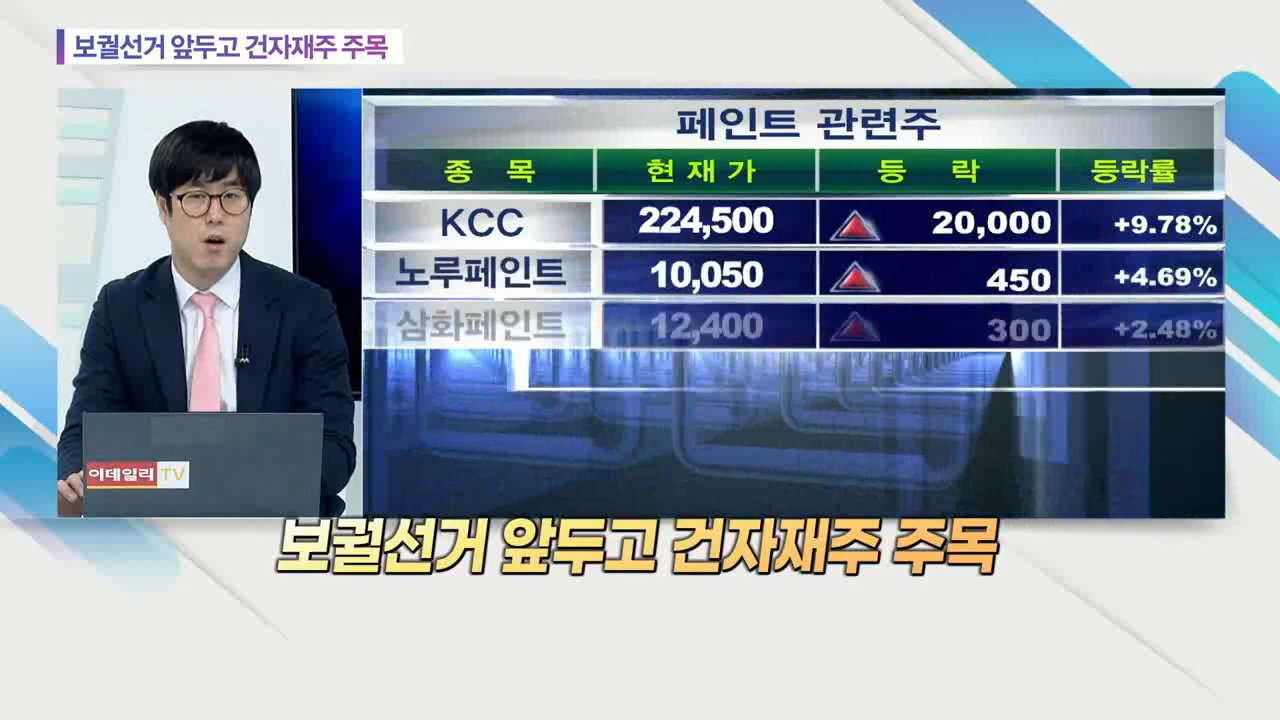 보궐선거 앞두고 건자재주 주목
페인트 관련주
종 목 현 재 가 등 락 등락률
KCC 224,500 20,000 +9.78%
노루페인트 10,050 450 +4.69%
삼화페인트 12,400 300 +2.48%
이데일리 TV
보궐선거 앞두고 건자재주 주목